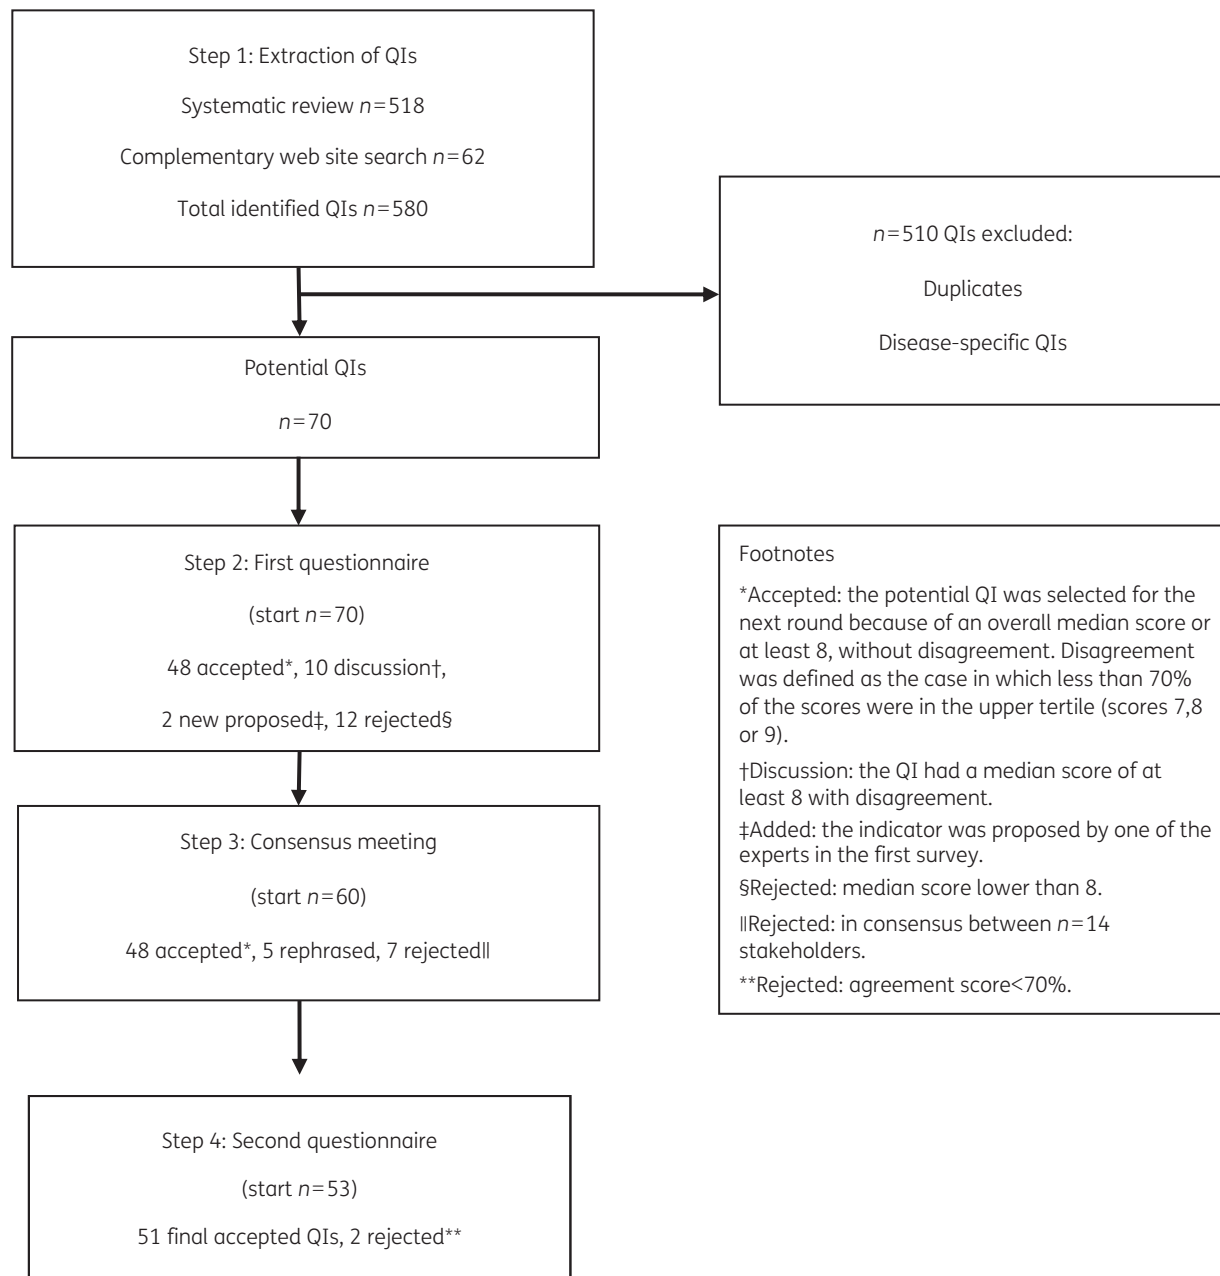 Step 1: Extraction of QIs
Systematic review n=518
Complementary web site search n=62
Total identified QIs n=580
n=510 QIs excluded:
Duplicates
Disease-specific QIs
Potential QIs
n=70
Step 2: First questionnaire
(start n=70)
48 accepted*, 10 discussion†,
2 new proposed‡, 12 rejected§
Step 3: Consensus meeting
(start n=60)
48 accepted*, 5 rephrased, 7 rejected‖
Step 4: Second questionnaire
(start n=53)
51 final accepted QIs, 2 rejected**
Footnotes
*Accepted: the potential QI was selected for the
next round because of an overall median score or
at least 8, without disagreement. Disagreement
was defined as the case in which less than 70%
of the scores were in the upper tertile (scores 7,8
or 9).
†Discussion: the QI had a median score of at
least 8 with disagreement.
‡Added: the indicator was proposed by one of the
experts in the first survey.
§Rejected: median score lower than 8.
‖Rejected: in consensus between n=14
stakeholders.
**Rejected: agreement score<70%.